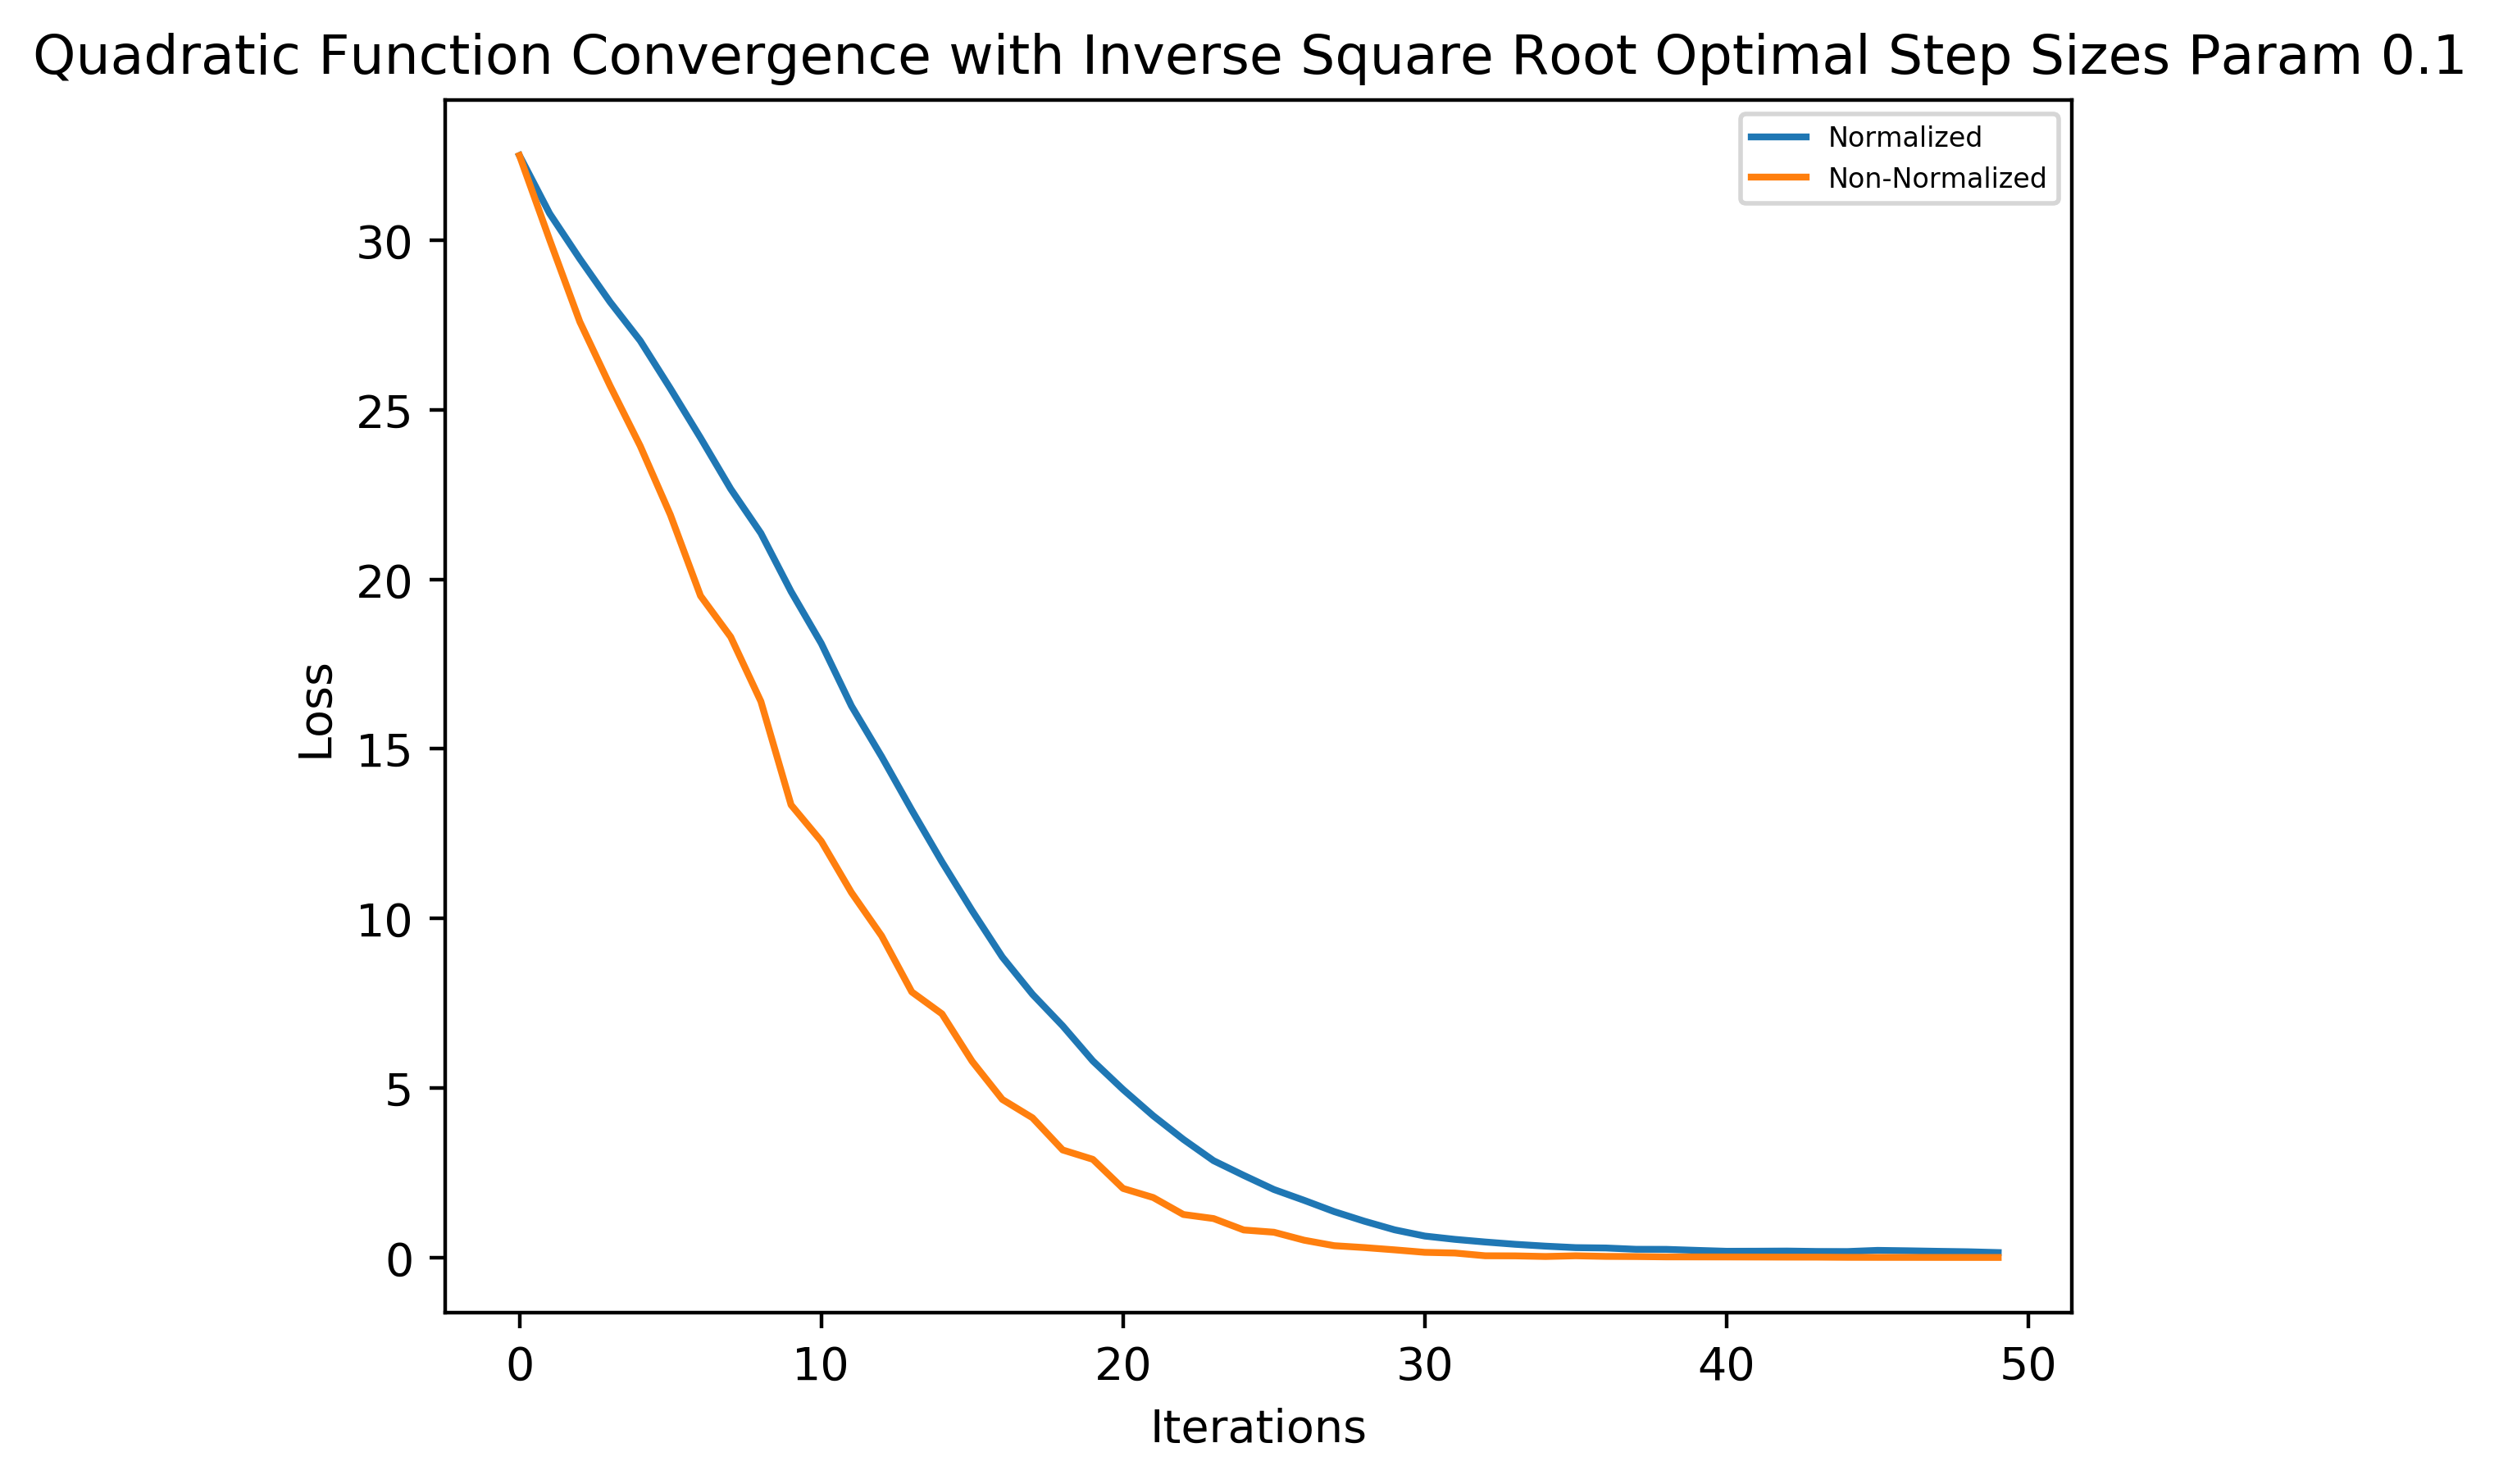 Quadratic Function Convergence with Inverse Square Root Optimal Step Sizes Param 0.1
Normalized
Non-Normalized
30
25
20
15
10
5
0
Loss
0 10 20 30 40 50
Iterations